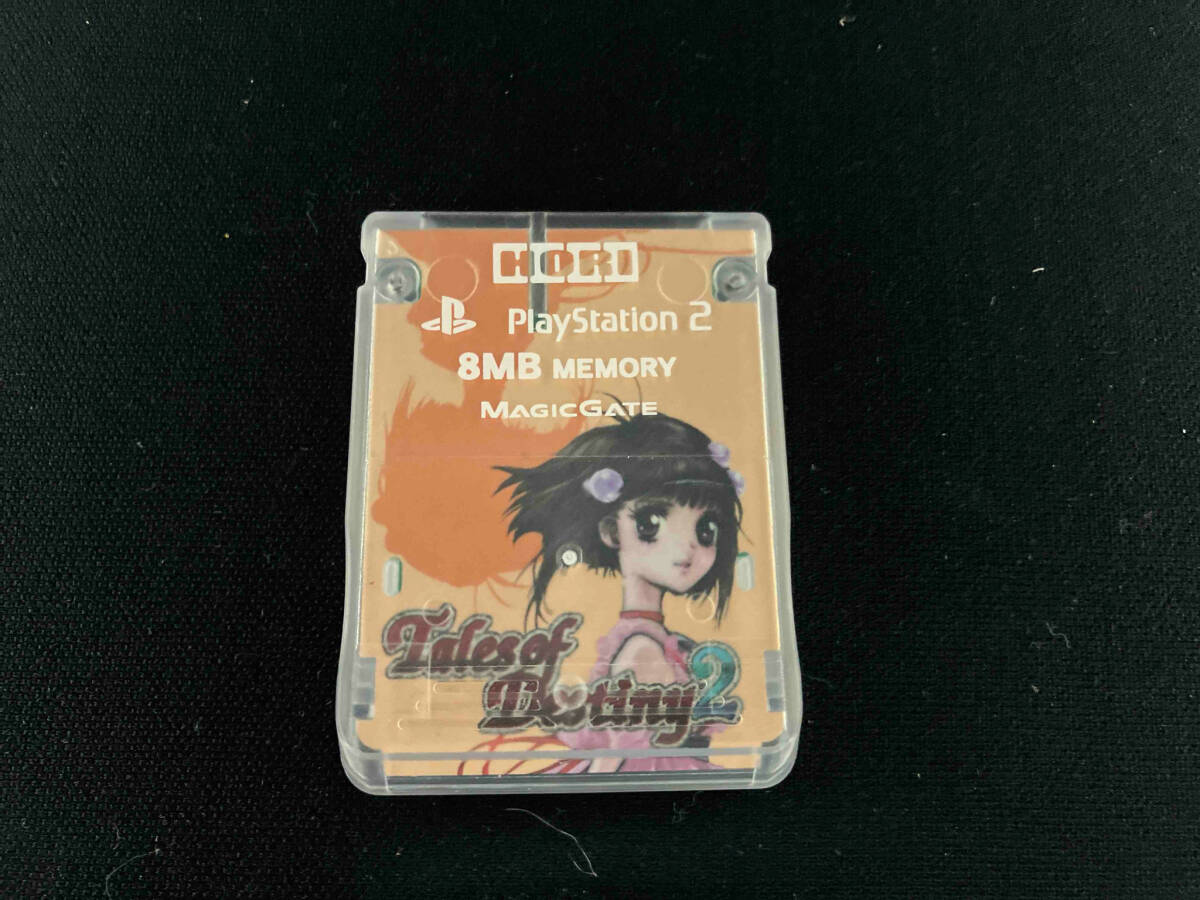 HORI
PlayStation 2
8MB MEMORY
MAGICGATE
Tales of
Destiny 2